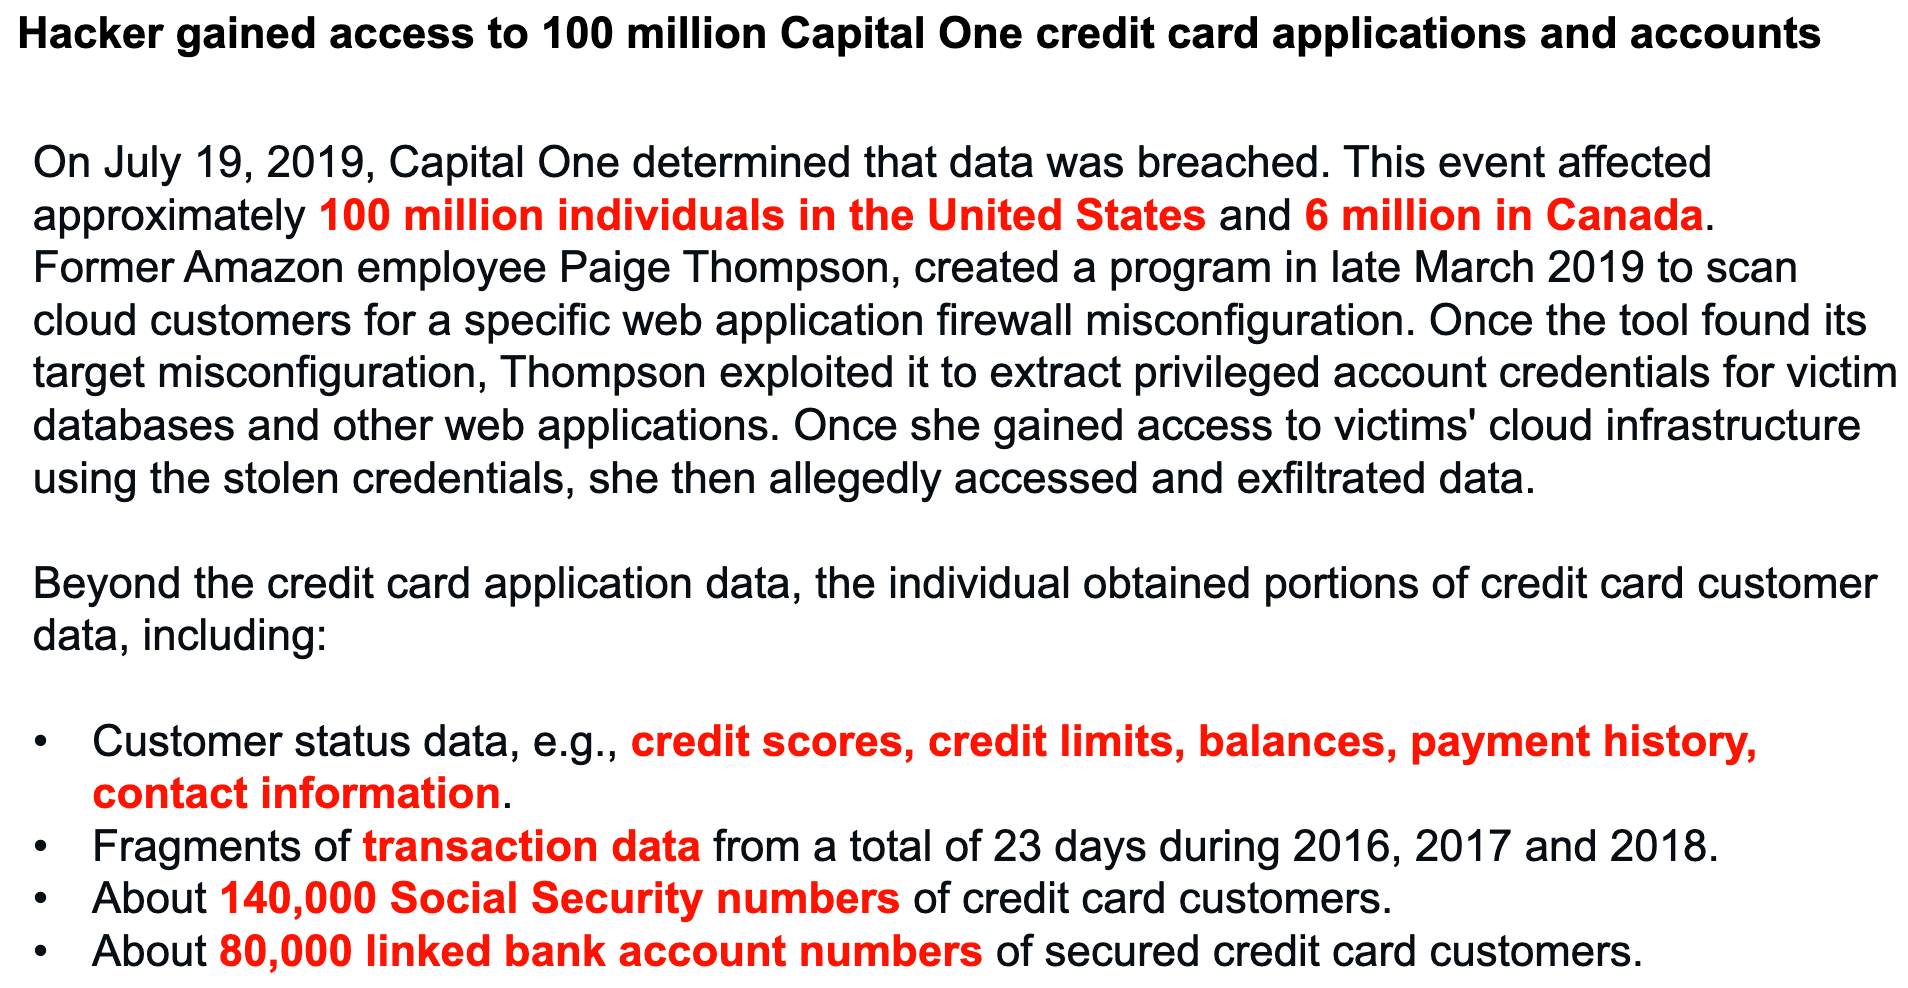 Hacker gained access to 100 million Capital One credit card applications and accounts
On July 19, 2019, Capital One determined that data was breached. This event affected
approximately 100 million individuals in the United States and 6 million in Canada.
Former Amazon employee Paige Thompson, created a program in late March 2019 to scan
cloud customers for a specific web application firewall misconfiguration. Once the tool found its
target misconfiguration, Thompson exploited it to extract privileged account credentials for victim
databases and other web applications. Once she gained access to victims' cloud infrastructure
using the stolen credentials, she then allegedly accessed and exfiltrated data.
Beyond the credit card application data, the individual obtained portions of credit card customer
data, including:
• Customer status data, e.g., credit scores, credit limits, balances, payment history,
contact information.
• Fragments of transaction data from a total of 23 days during 2016, 2017 and 2018.
• About 140,000 Social Security numbers of credit card customers.
• About 80,000 linked bank account numbers of secured credit card customers.